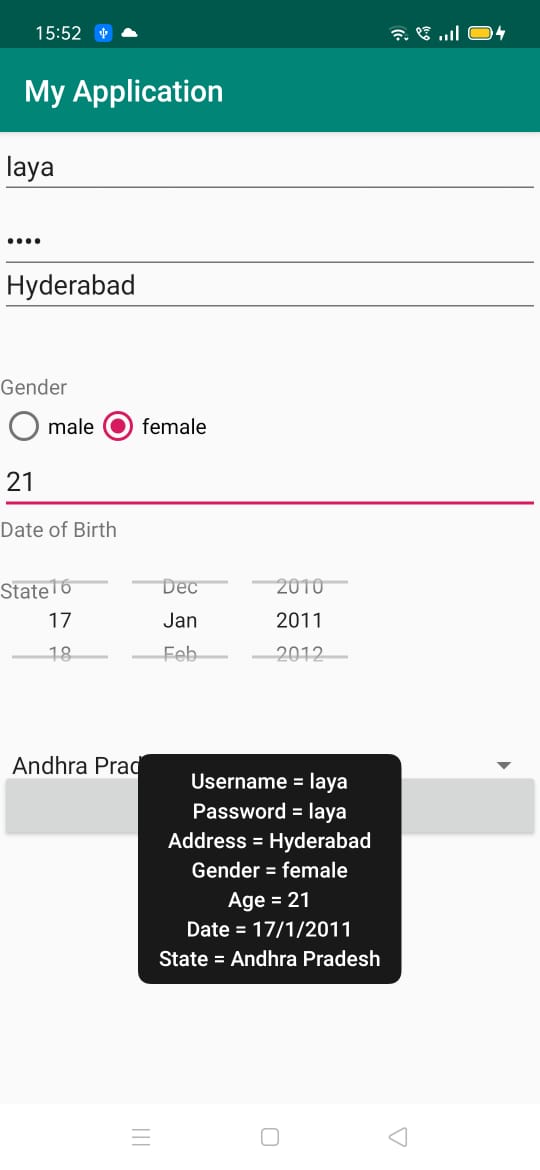 15:52
My Application
laya
••••
Hyderabad
Gender
male female
21
Date of Birth
State
16 Dec 2010
17 Jan 2011
18 Feb 2012
Andhra Prad
Username = laya
Password = laya
Address = Hyderabad
Gender = female
Age = 21
Date = 17/1/2011
State = Andhra Pradesh